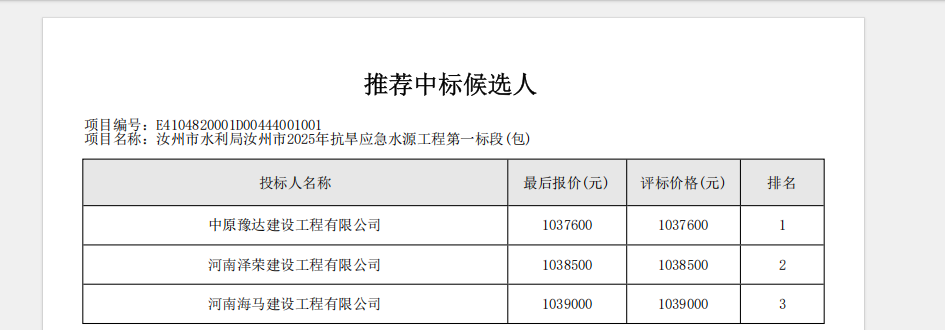 推荐中标候选人
项目编号：E4104820001D00444001001
项目名称：汝州市水利局汝州市2025年抗旱应急水源工程第一标段(包)
投标人名称 最后报价(元) 评标价格(元) 排名
中原豫达建设工程有限公司 1037600 1037600 1
河南泽荣建设工程有限公司 1038500 1038500 2
河南海马建设工程有限公司 1039000 1039000 3